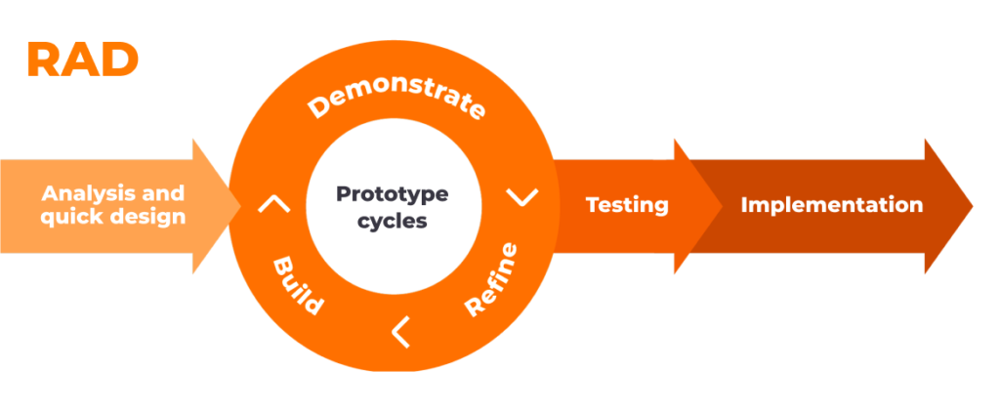 RAD
Demonstrate
Analysis and
quick design
Prototype
cycles
Testing
Implementation
Build
Refine